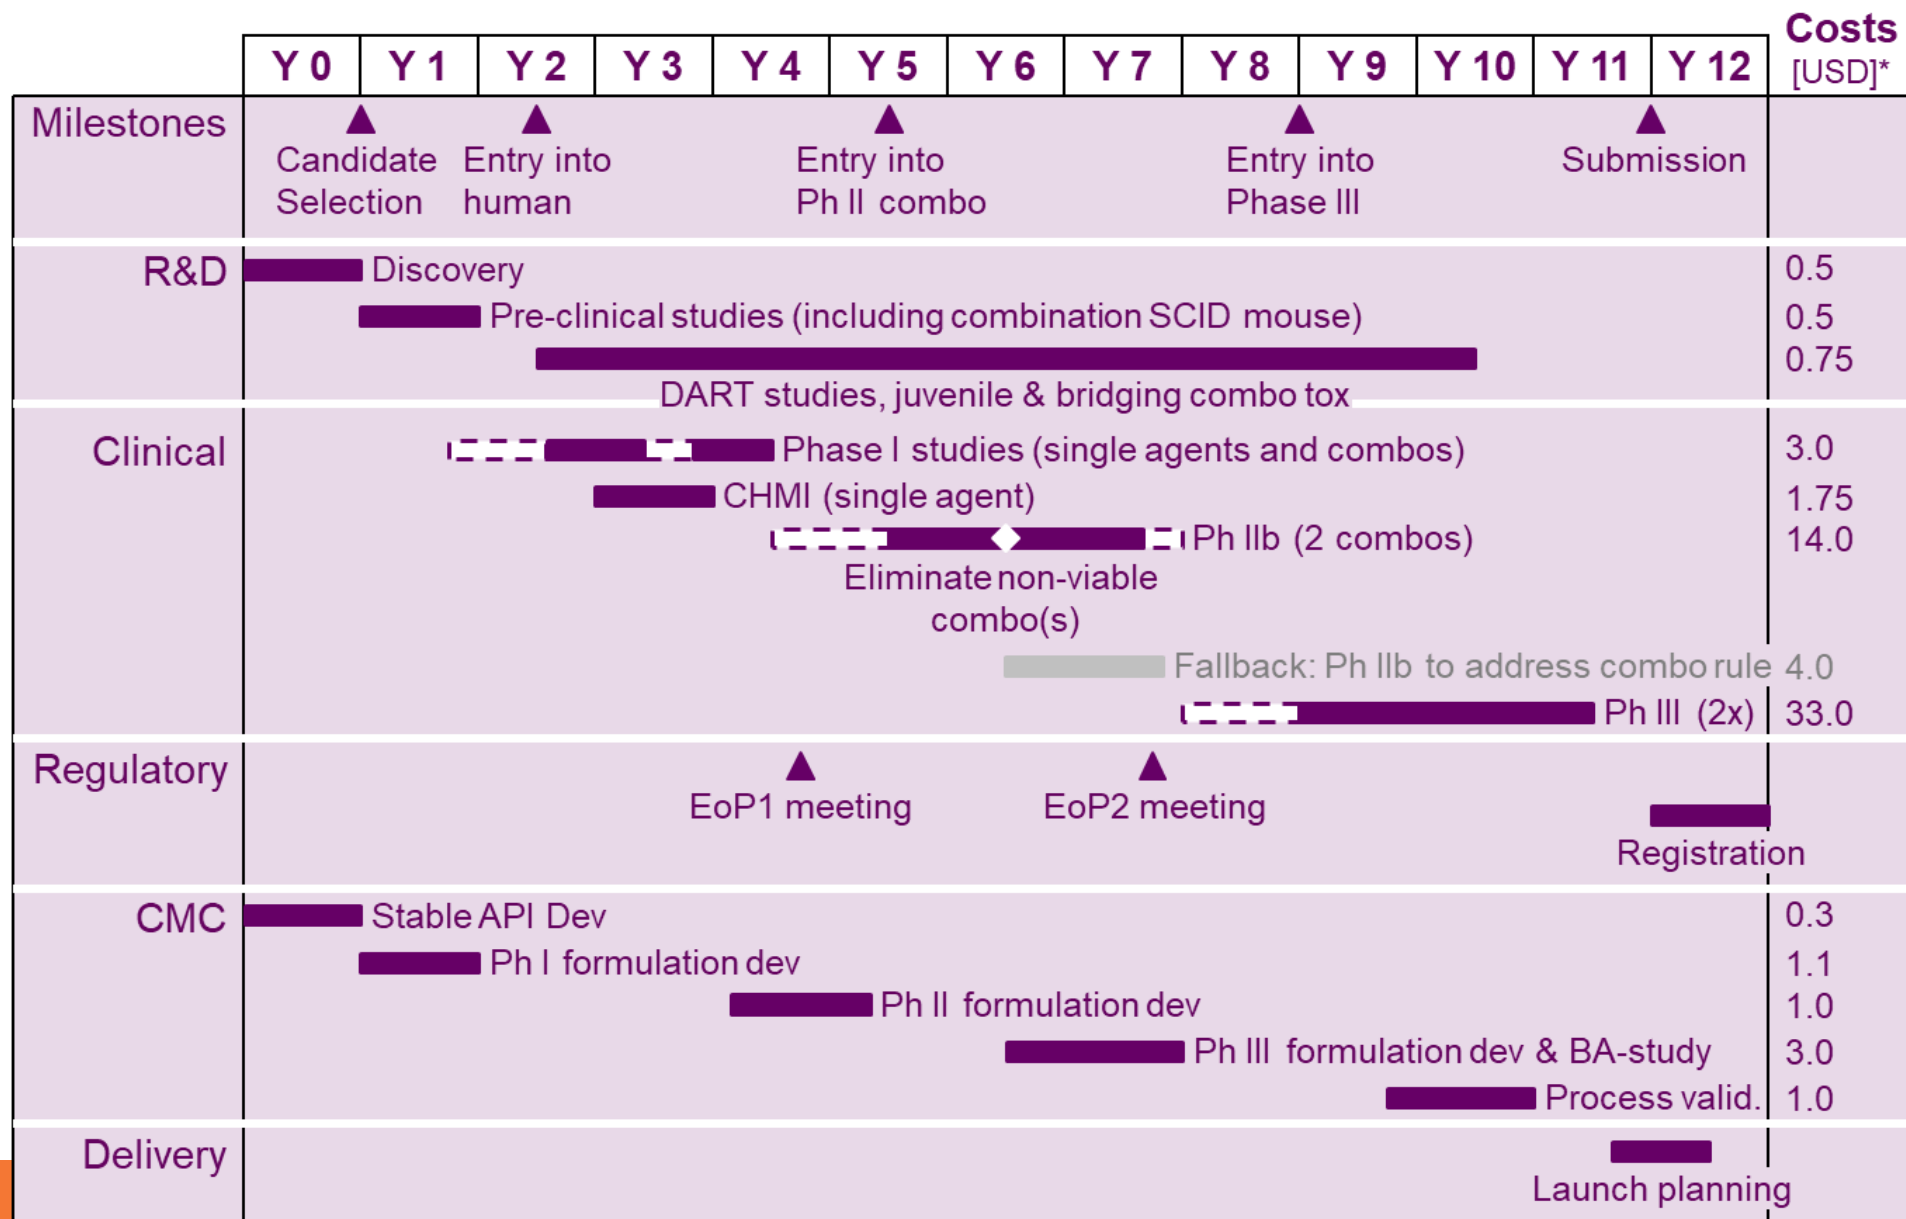 Costs
Y 0 Y 1 Y 2 Y 3 Y 4 Y 5 Y 6 Y 7 Y 8 Y 9 Y 10 Y 11 Y 12 [USD]*
Milestones
Candidate Entry into Entry into Entry into Submission
Selection human Ph II combo Phase III
R&D Discovery 0.5
Pre-clinical studies (including combination SCID mouse) 0.5
0.75
DART studies, juvenile & bridging combo tox
Clinical Phase I studies (single agents and combos) 3.0
CHMI (single agent) 1.75
Ph IIb (2 combos) 14.0
Eliminate non-viable
combo(s)
Fallback: Ph IIb to address combo rule 4.0
Ph III (2x) 33.0
Regulatory
EoP1 meeting EoP2 meeting
Registration
CMC Stable API Dev 0.3
Ph I formulation dev 1.1
Ph II formulation dev 1.0
Ph III formulation dev & BA-study 3.0
Process valid. 1.0
Delivery
Launch planning